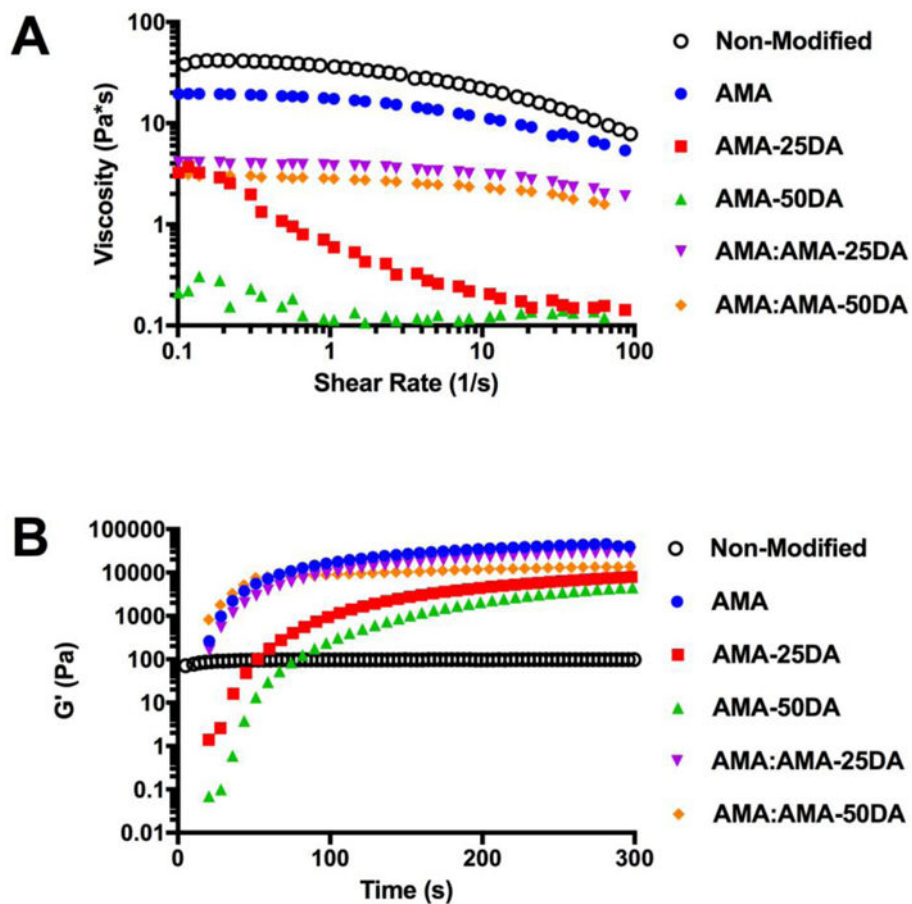 A
100
10
1
0.1
Viscosity (Pa*s)
0.1 1 10 100
Shear Rate (1/s)
Non-Modified
AMA
AMA-25DA
AMA-50DA
AMA:AMA-25DA
AMA:AMA-50DA
B
100000
10000
1000
100
10
1
0.1
0.01
G' (Pa)
0 100 200 300
Time (s)
Non-Modified
AMA
AMA-25DA
AMA-50DA
AMA:AMA-25DA
AMA:AMA-50DA